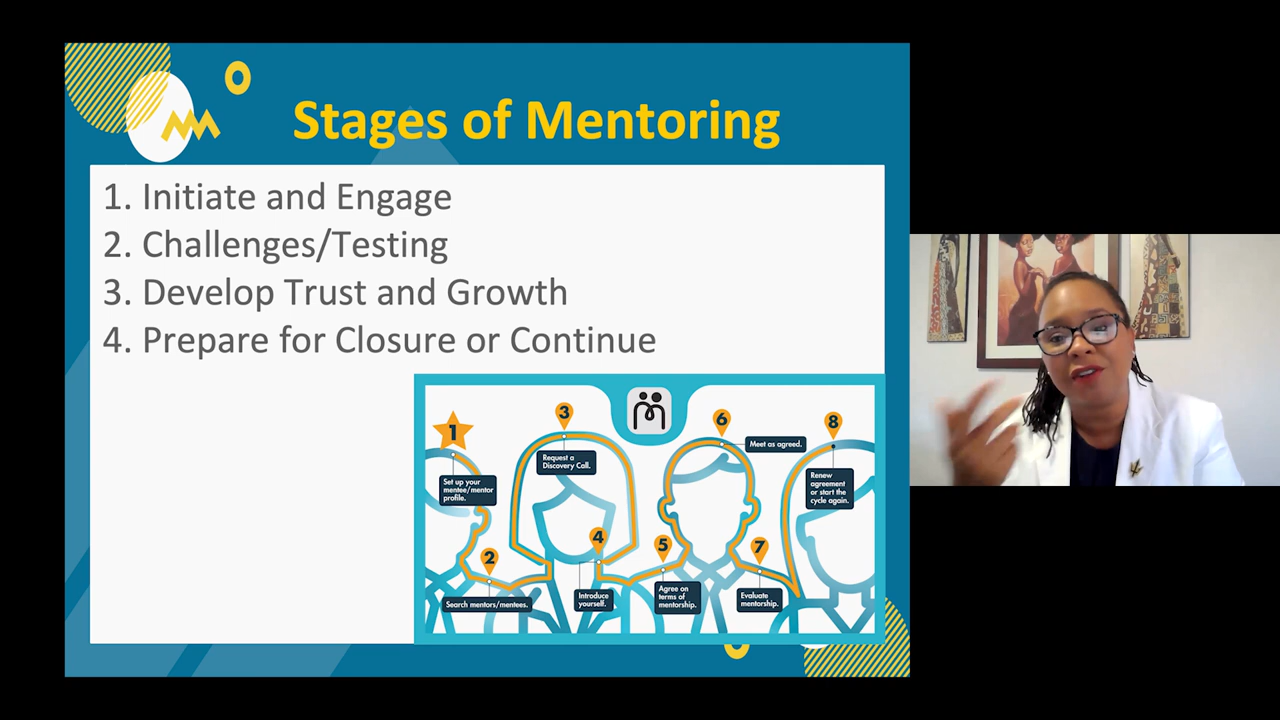 Stages of Mentoring
1. Initiate and Engage
2. Challenges/Testing
3. Develop Trust and Growth
4. Prepare for Closure or Continue
1
Set up your
mentee/mentor
profile.
2
Search mentors/mentees.
3
Request a
Discovery Call.
4
Introduce
yourself.
5
Agree on
terms of
mentorship.
6
Meet as agreed.
7
Evaluate
mentorship.
8
Renew
agreement
or start the
cycle again.